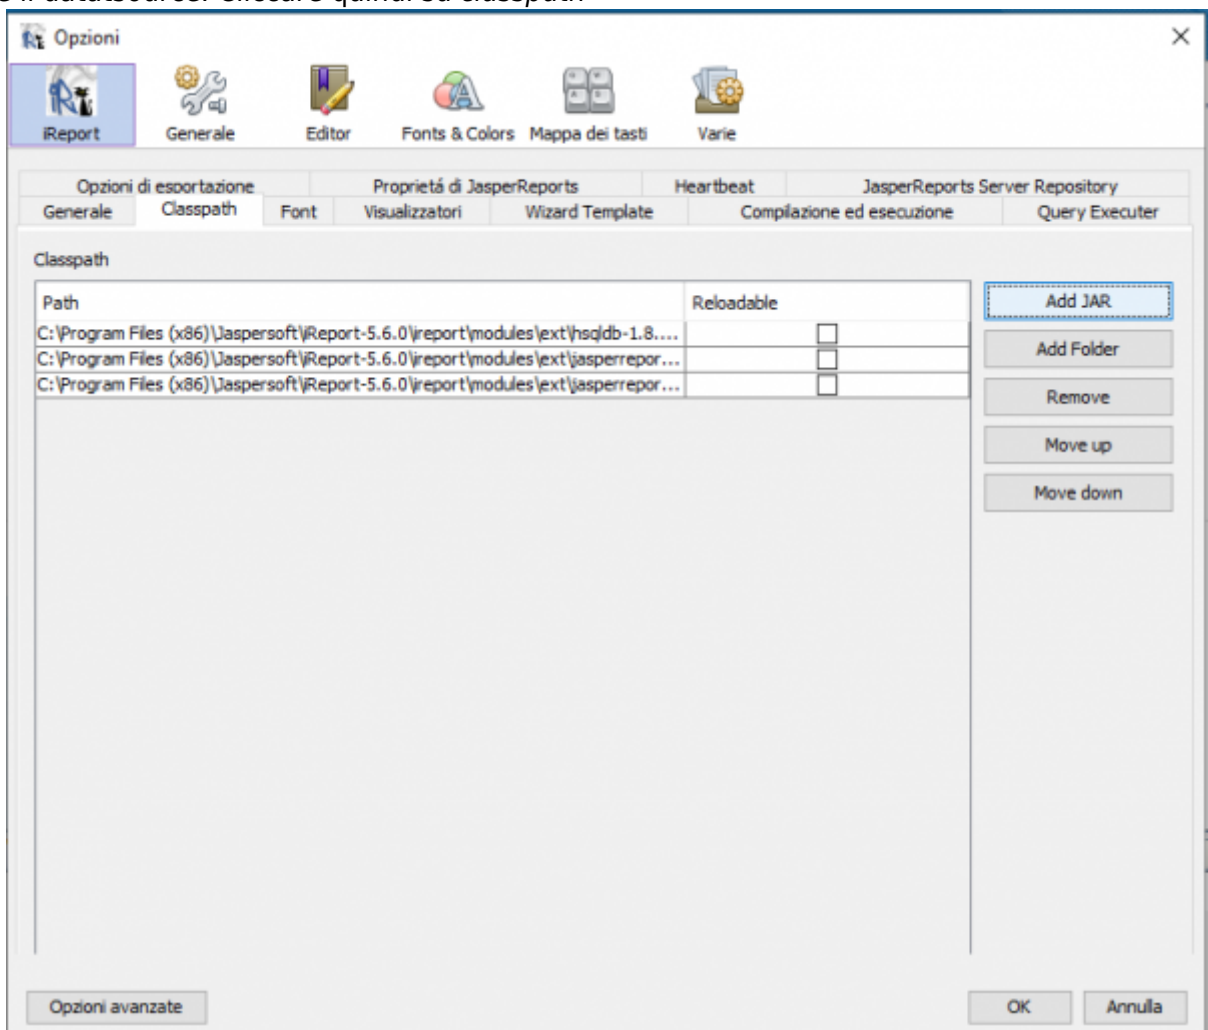 Opzioni
iReport Generale Editor Fonts & Colors Mappa dei tasti Varie
Opzioni di esportazione Proprietá di JasperReports Heartbeat JasperReports Server Repository
Generale Classpath Font Visualizzatori Wizard Template Compilazione ed esecuzione Query Executer
Classpath
Path Reloadable Add JAR
C:\Program Files (x86)\Jaspersoft\iReport-5.6.0\ireport\modules\ext\hsqldb-1.8....
C:\Program Files (x86)\Jaspersoft\iReport-5.6.0\ireport\modules\ext\jasperrepor...
C:\Program Files (x86)\Jaspersoft\iReport-5.6.0\ireport\modules\ext\jasperrepor...
Add Folder
Remove
Move up
Move down
Opzioni avanzate OK Annulla